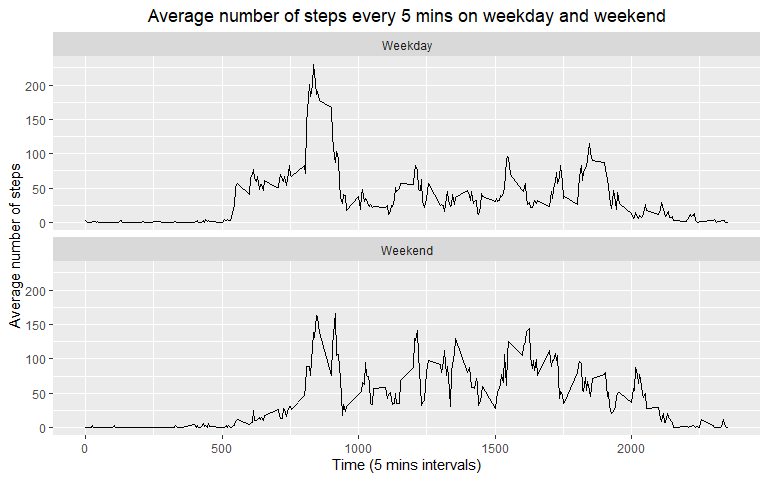 Average number of steps every 5 mins on weekday and weekend
Weekday
200
150
100
50
0
Weekend
200
150
100
50
0
Average number of steps
0 500 1000 1500 2000
Time (5 mins intervals)